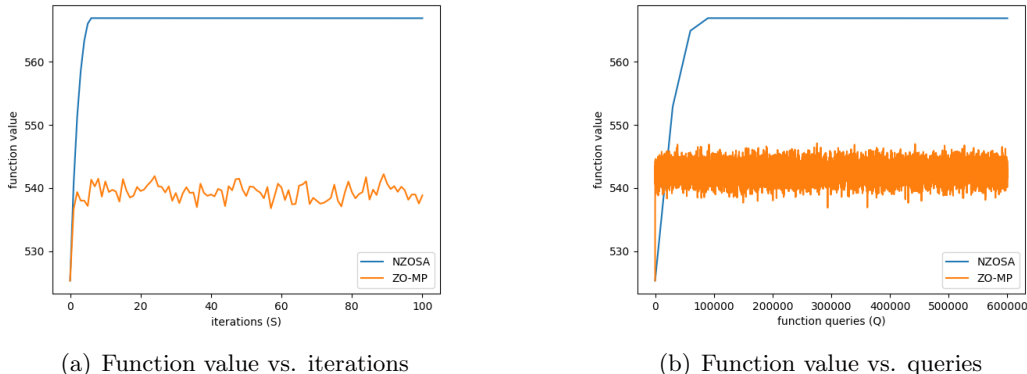 560
550
540
530
function value
0
20
40
60
80
100
iterations (S)
NZOSA
ZO-MP
(a) Function value vs. iterations
560
550
540
530
function value
0
100000
200000
300000
400000
500000
600000
function queries (Q)
NZOSA
ZO-MP
(b) Function value vs. queries